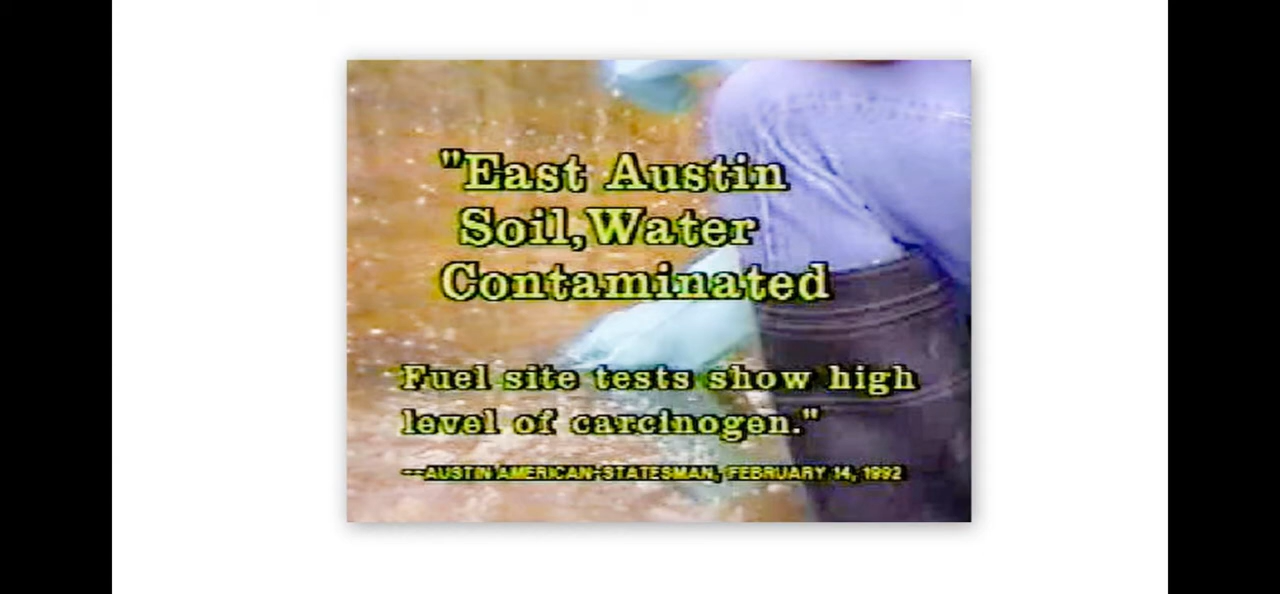 "East Austin
Soil,Water
Contaminated
Fuel site tests show high
level of carcinogen."
--AUSTIN AMERICAN-STATESMAN, FEBRUARY 14, 1992